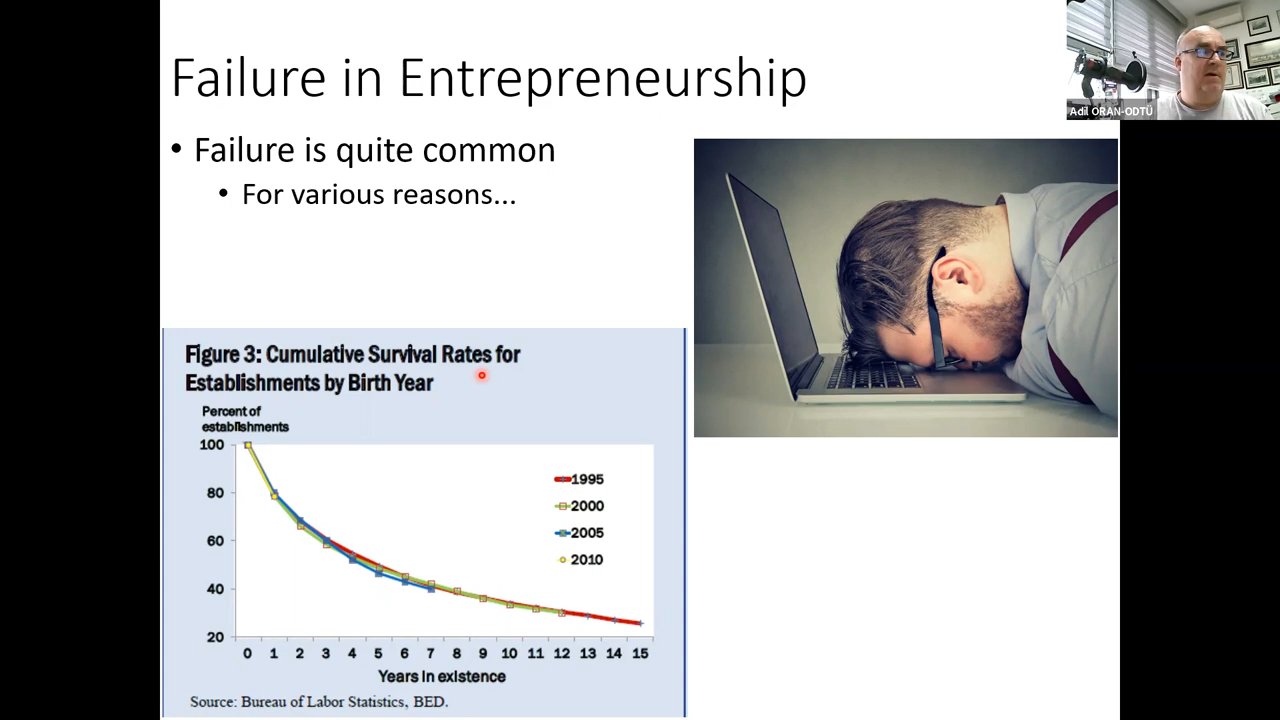 Failure in Entrepreneurship
Adil ORAN-ODTÜ
• Failure is quite common
• For various reasons...
Figure 3: Cumulative Survival Rates for
Establishments by Birth Year
Percent of
establishments
100
80
60
40
20
1995
2000
2005
2010
0 1 2 3 4 5 6 7 8 9 10 11 12 13 14 15
Years in existence
Source: Bureau of Labor Statistics, BED.